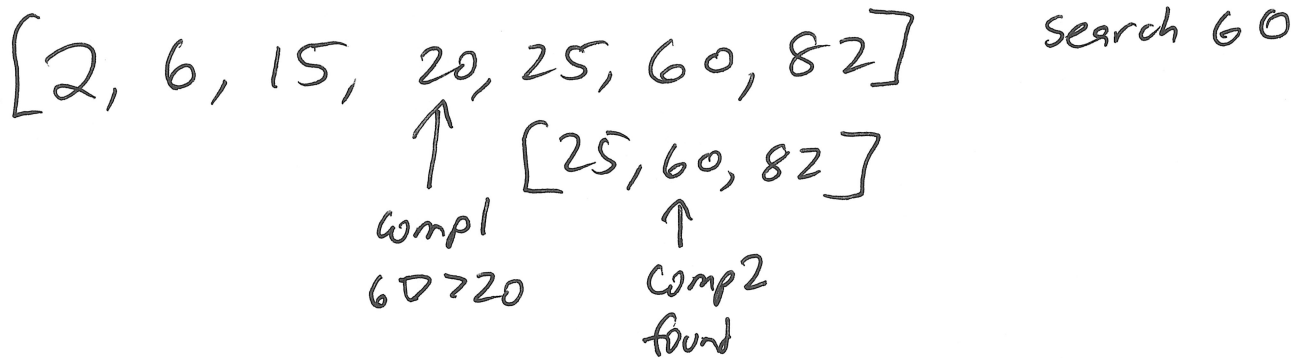 [2, 6, 15, 20, 25, 60, 82]
search 60
[25, 60, 82]
comp1
60>20
comp2
found